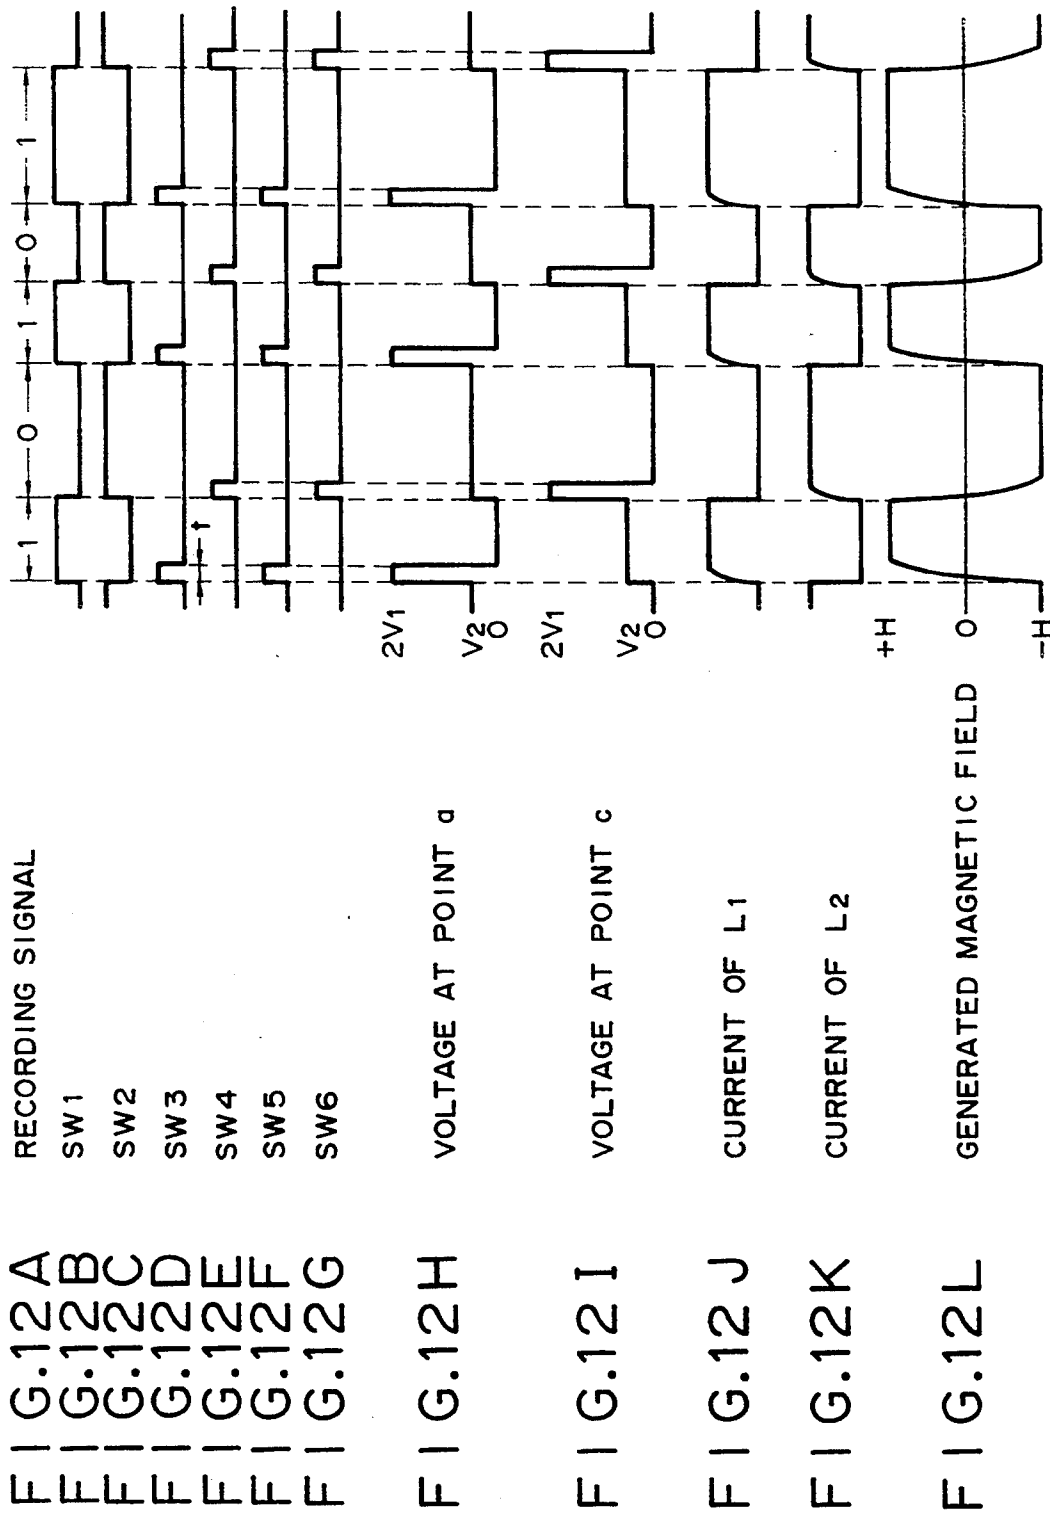 FIG.12A RECORDING SIGNAL 1 0 1 0 1
FIG.12B SW1
FIG.12C SW2
FIG.12D SW3
t
FIG.12E SW4
FIG.12F SW5
FIG.12G SW6
2V1
FIG.12H VOLTAGE AT POINT a
V2
0
2V1
FIG.12I VOLTAGE AT POINT c
V2
0
FIG.12J CURRENT OF L1
FIG.12K CURRENT OF L2
+H
FIG.12L GENERATED MAGNETIC FIELD 0
-H